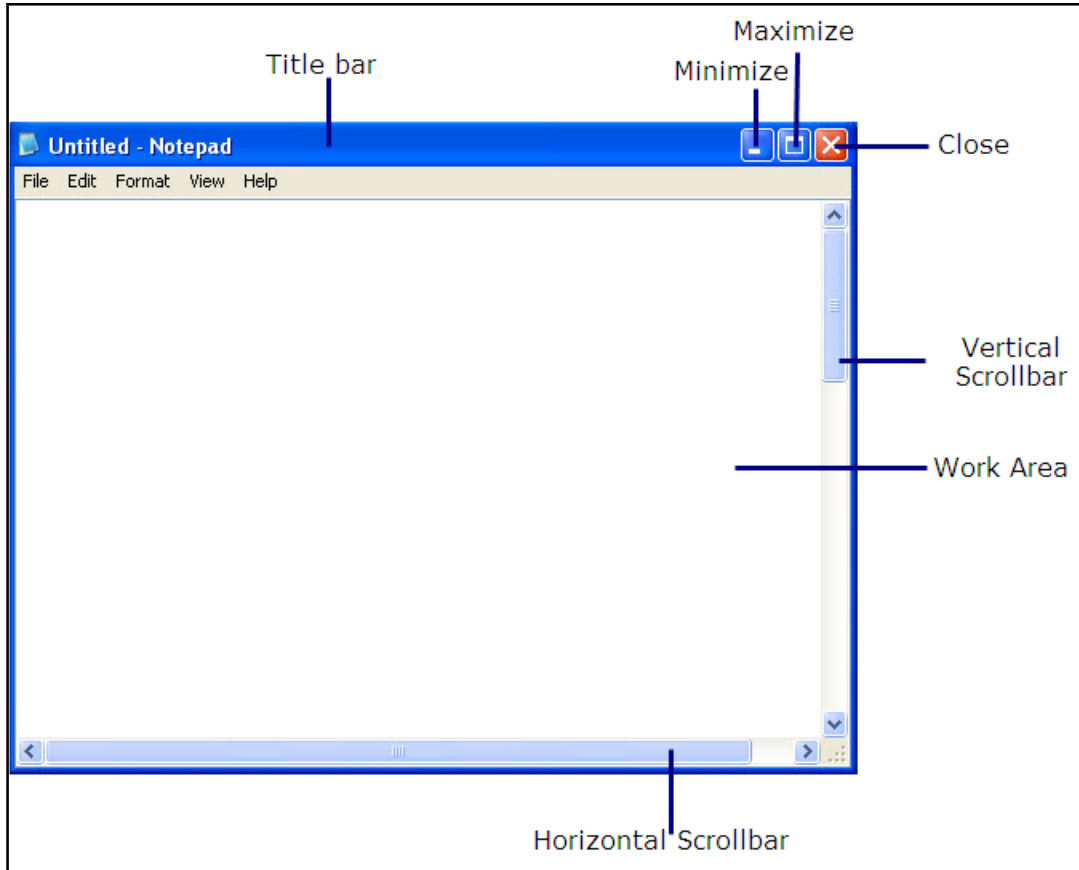 Maximize
Title bar
Minimize
Untitled - Notepad
Close
File Edit Format View Help
Vertical
Scrollbar
Work Area
Horizontal Scrollbar